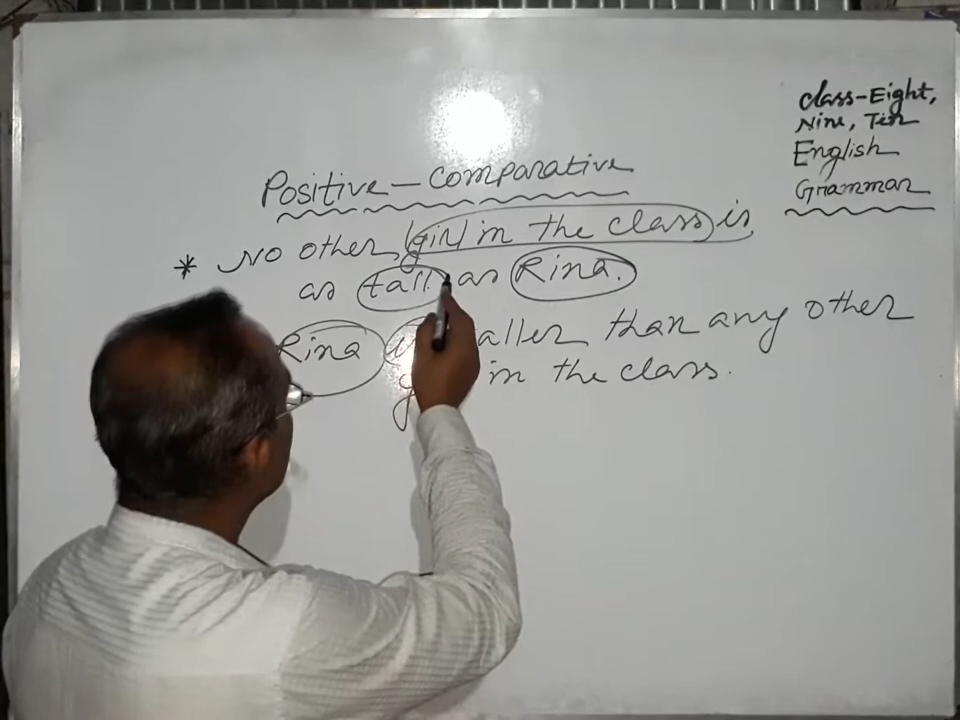 Class-Eight,
Nine, Ten
English
Grammar
Positive-Comparative
* No other girl in the class is
as tall as Rina.
Rina aller than any other
in the class.